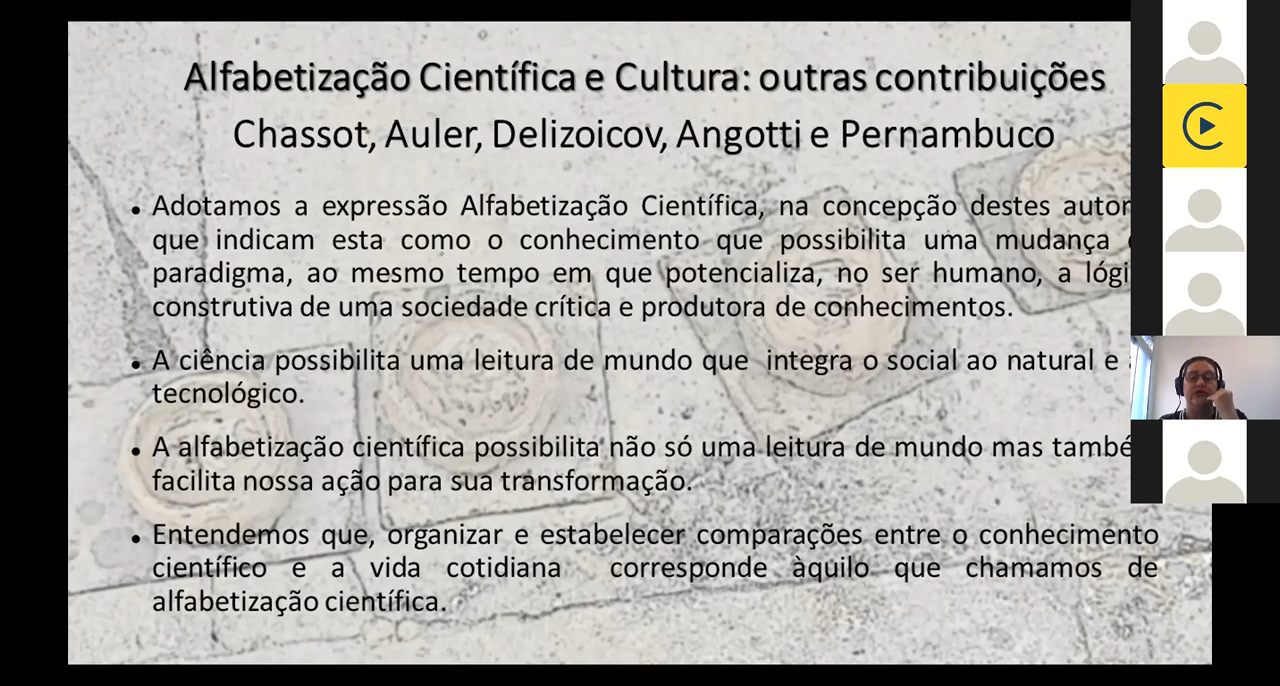 Alfabetização Científica e Cultura: outras contribuições
Chassot, Auler, Delizoicov, Angotti e Pernambuco
• Adotamos a expressão Alfabetização Científica, na concepção destes
que indicam esta como o conhecimento que possibilita uma mudança
paradigma, ao mesmo tempo em que potencializa, no ser humano, a
construtiva de uma sociedade crítica e produtora de conhecimentos.
• A ciência possibilita uma leitura de mundo que integra o social ao natural e
tecnológico.
• A alfabetização científica possibilita não só uma leitura de mundo mas
facilita nossa ação para sua transformação.
• Entendemos que, organizar e estabelecer comparações entre o conhecimento
científico e a vida cotidiana corresponde àquilo que chamamos de
alfabetização científica.